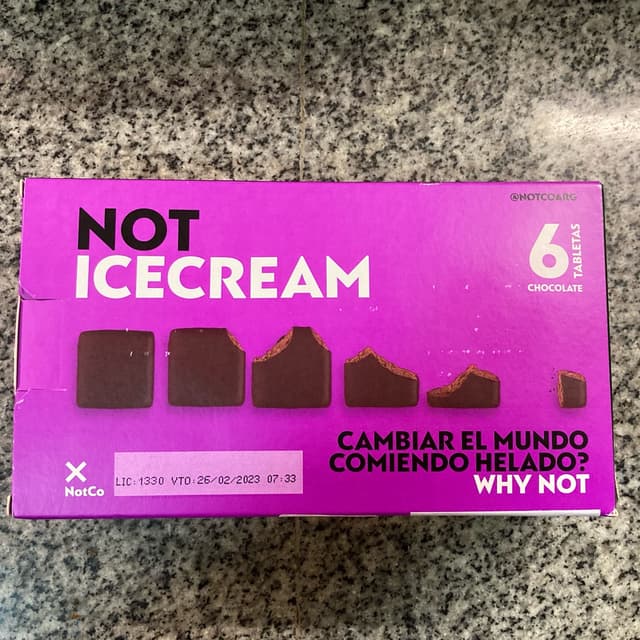 @NOTCOARG
NOT
ICECREAM
6
TABLETAS
CHOCOLATE
CAMBIAR EL MUNDO
COMIENDO HELADO?
WHY NOT
NotCo
LIC:1330 VTO:26/02/2023 07:33